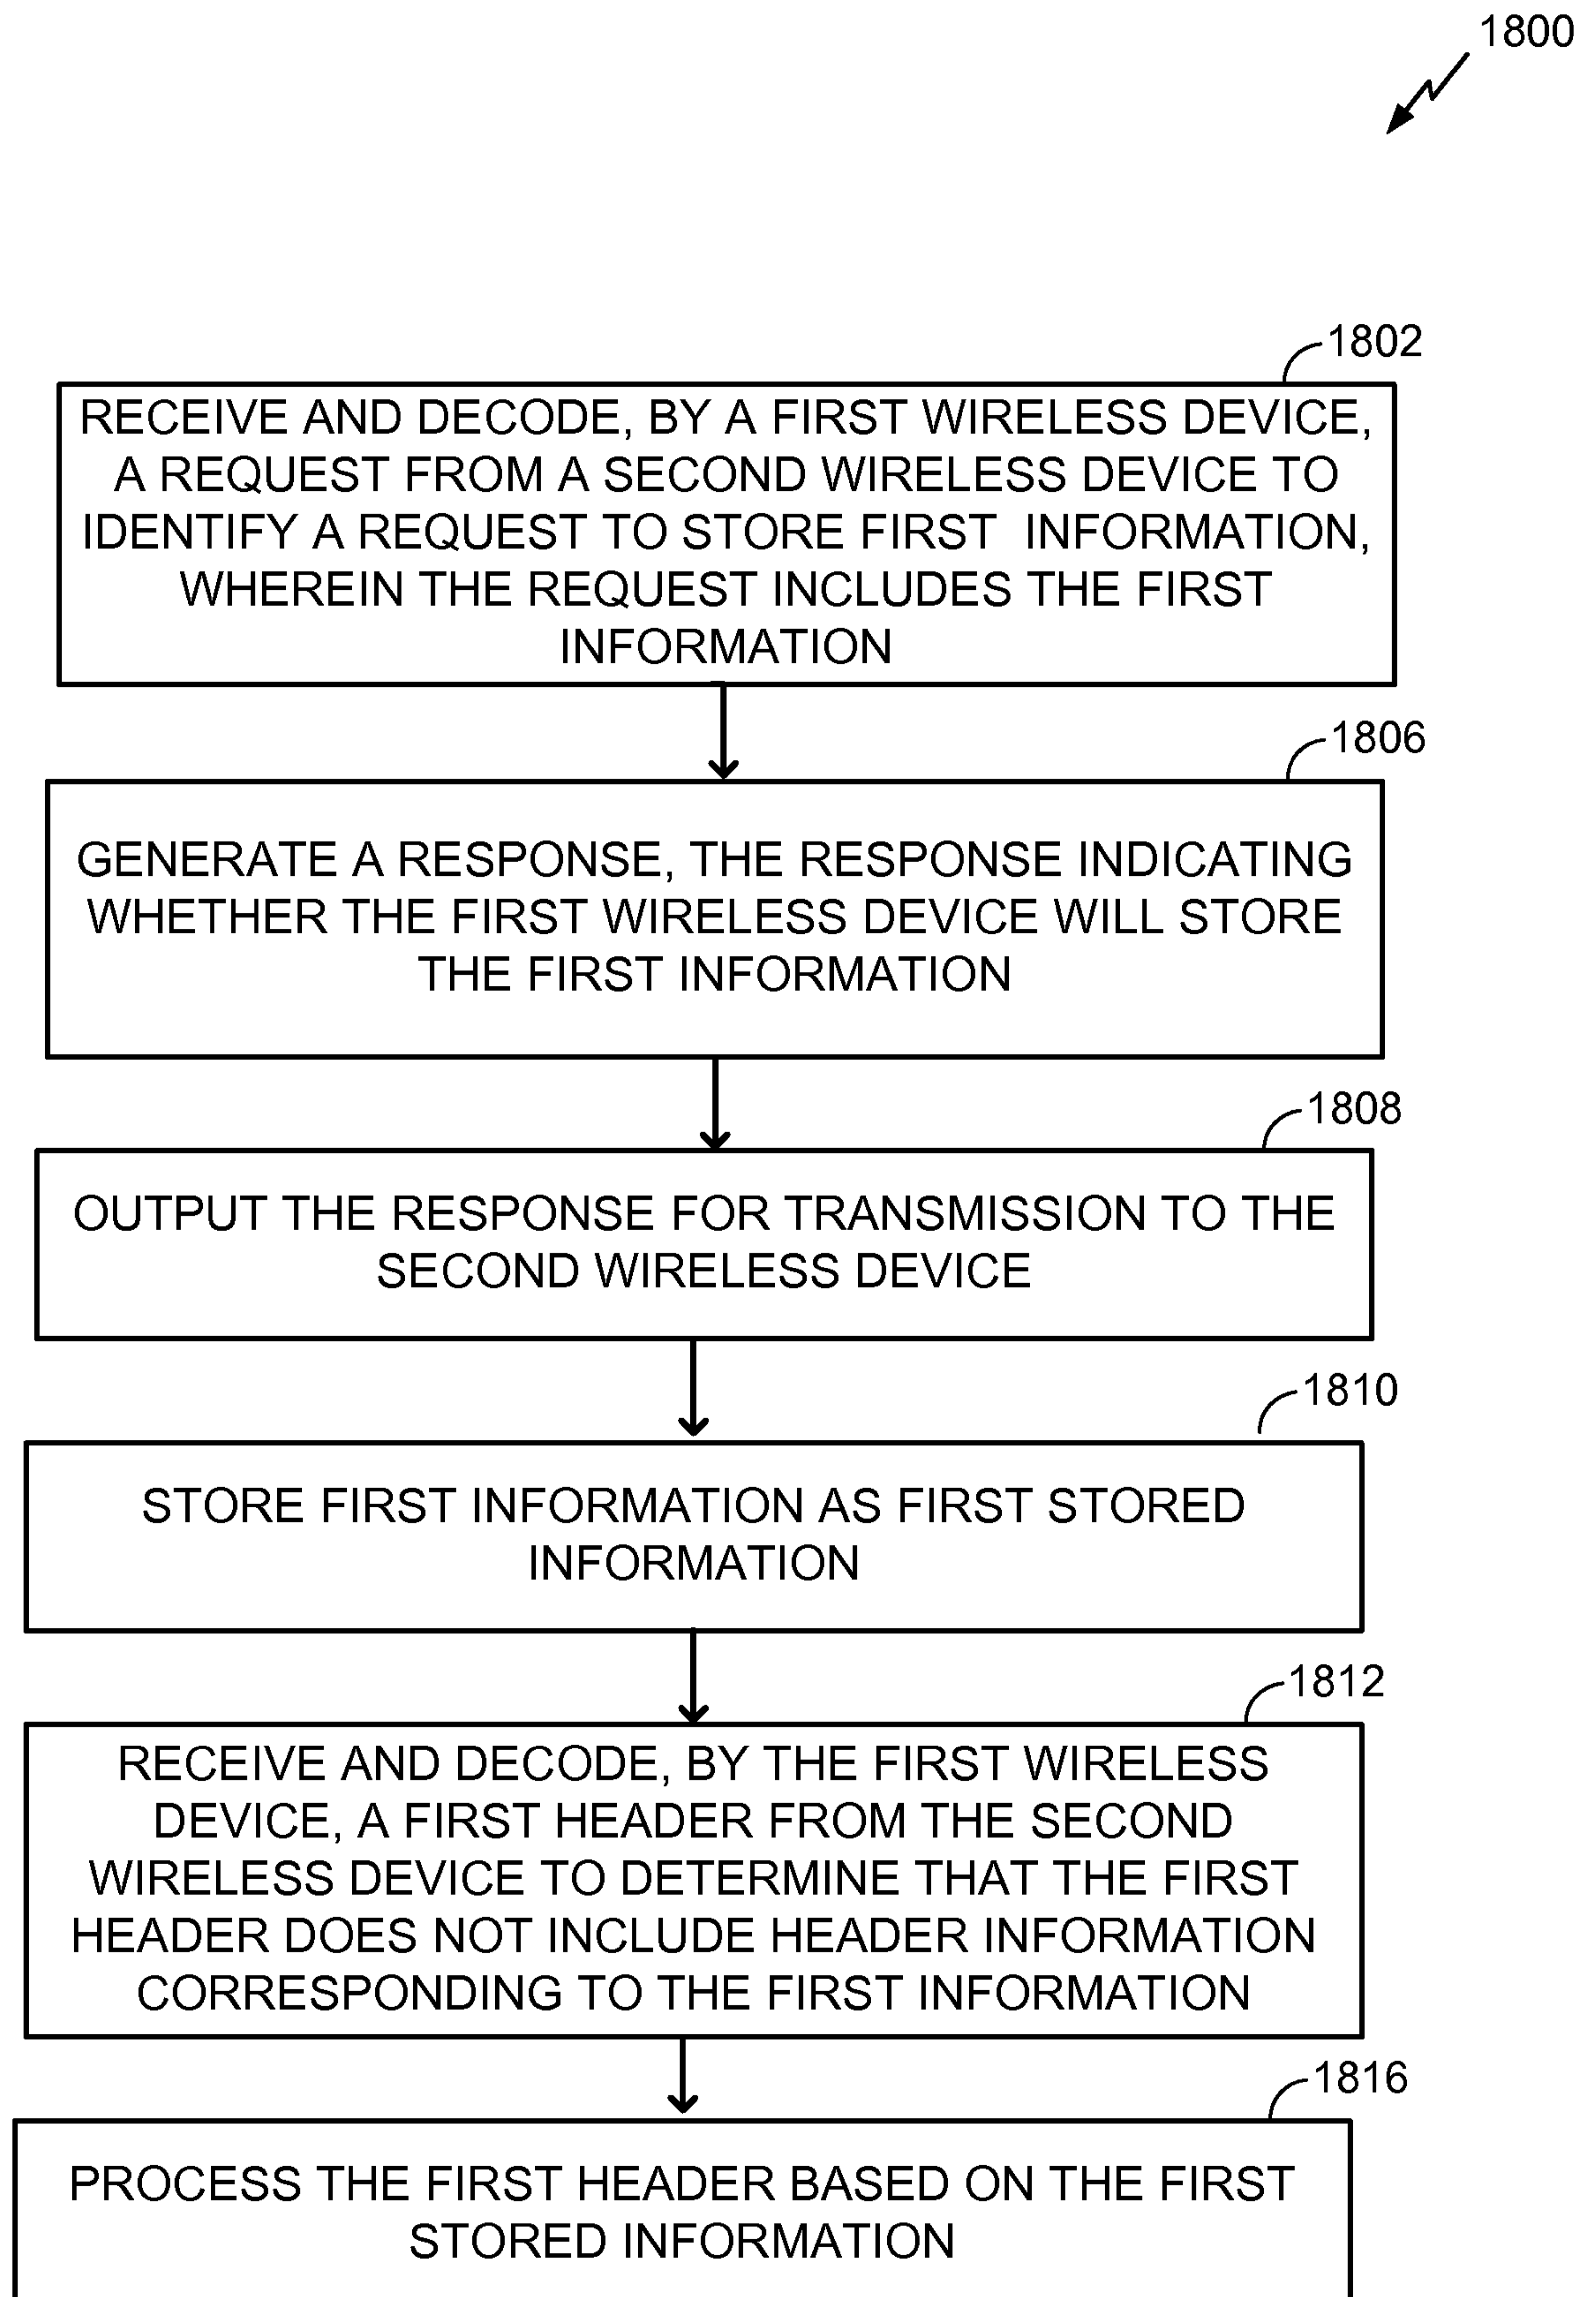 1800
1802
RECEIVE AND DECODE, BY A FIRST WIRELESS DEVICE,
A REQUEST FROM A SECOND WIRELESS DEVICE TO
IDENTIFY A REQUEST TO STORE FIRST INFORMATION,
WHEREIN THE REQUEST INCLUDES THE FIRST
INFORMATION
1806
GENERATE A RESPONSE, THE RESPONSE INDICATING
WHETHER THE FIRST WIRELESS DEVICE WILL STORE
THE FIRST INFORMATION
1808
OUTPUT THE RESPONSE FOR TRANSMISSION TO THE
SECOND WIRELESS DEVICE
1810
STORE FIRST INFORMATION AS FIRST STORED
INFORMATION
1812
RECEIVE AND DECODE, BY THE FIRST WIRELESS
DEVICE, A FIRST HEADER FROM THE SECOND
WIRELESS DEVICE TO DETERMINE THAT THE FIRST
HEADER DOES NOT INCLUDE HEADER INFORMATION
CORRESPONDING TO THE FIRST INFORMATION
1816
PROCESS THE FIRST HEADER BASED ON THE FIRST
STORED INFORMATION